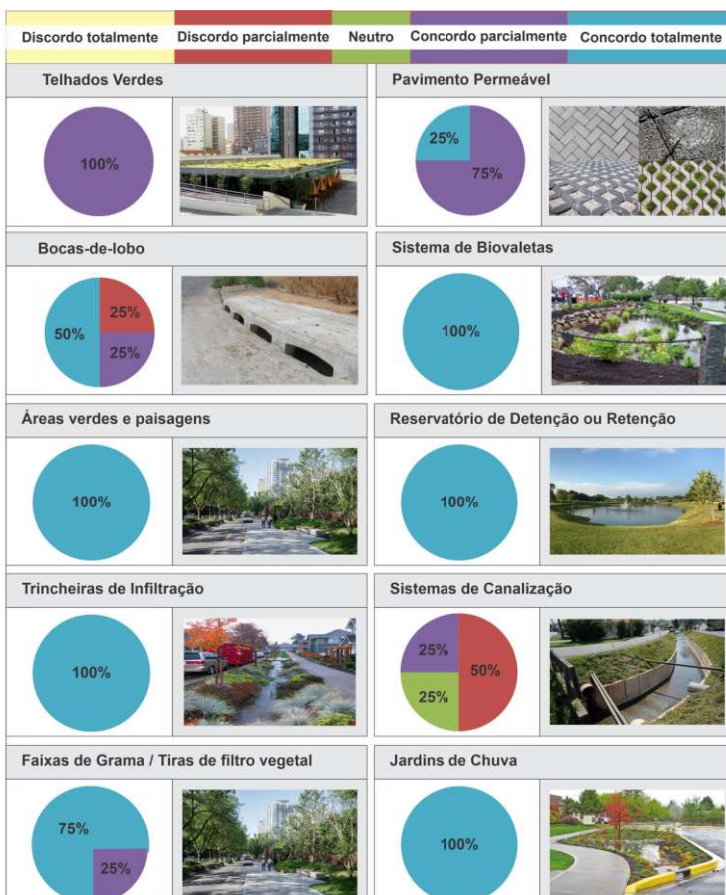 Discordo totalmente
Discordo parcialmente
Neutro
Concordo parcialmente
Concordo totalmente
Telhados Verdes
100%
Pavimento Permeável
25%
75%
Bocas-de-lobo
50%
25%
25%
Sistema de Biovaletas
100%
Áreas verdes e paisagens
100%
Reservatório de Detenção ou Retenção
100%
Trincheiras de Infiltração
100%
Sistemas de Canalização
25%
50%
25%
Faixas de Grama / Tiras de filtro vegetal
75%
25%
Jardins de Chuva
100%